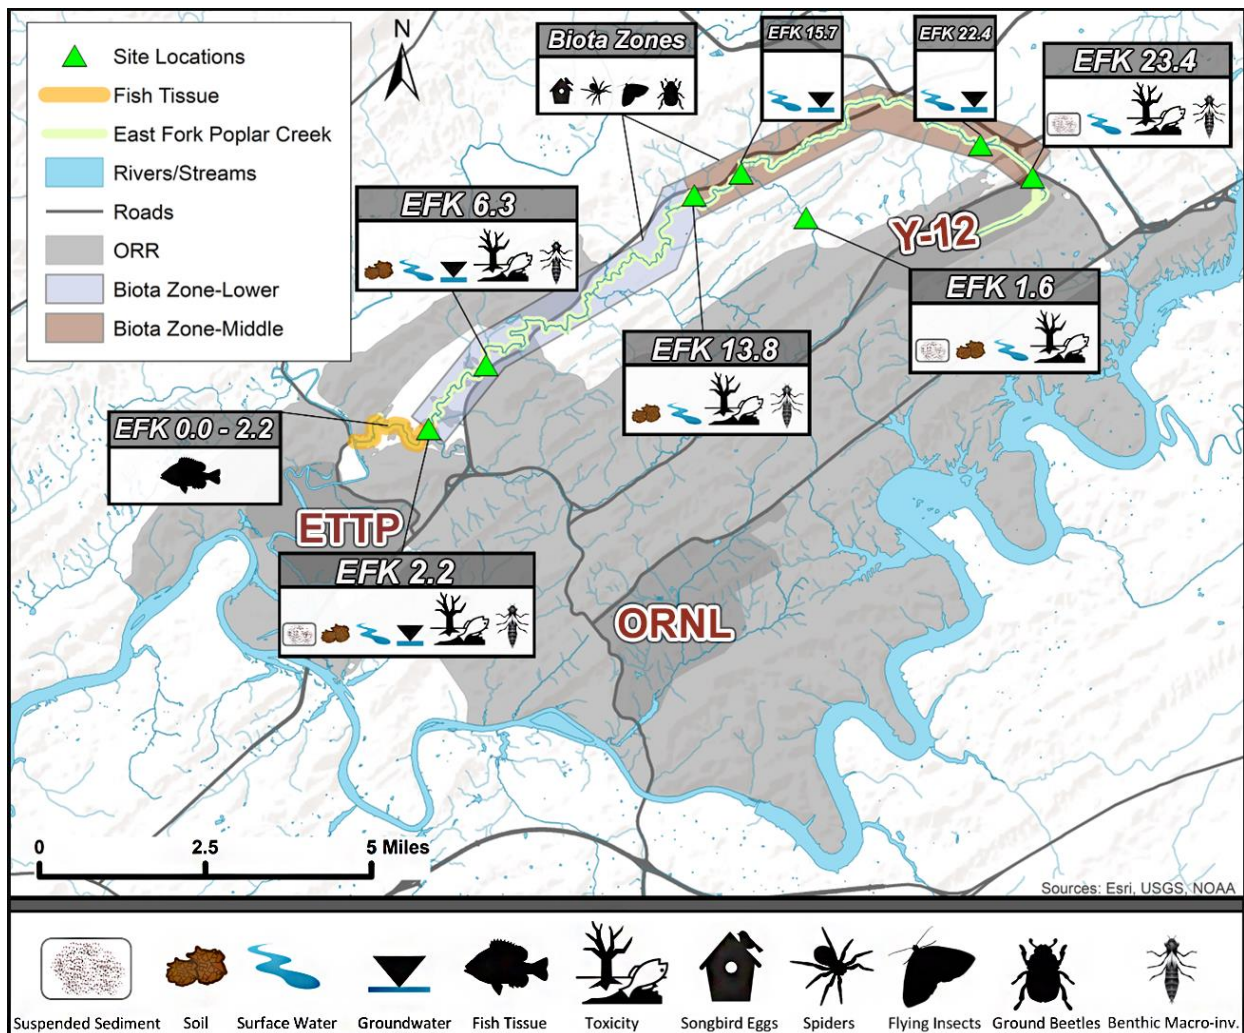 Site Locations
Fish Tissue
East Fork Poplar Creek
Rivers/Streams
Roads
ORR
Biota Zone-Lower
Biota Zone-Middle
N
Biota Zones
EFK 15.7
EFK 22.4
EFK 23.4
EFK 6.3
Y-12
EFK 1.6
EFK 13.8
EFK 0.0 - 2.2
ETTP
EFK 2.2
ORNL
0 2.5 5 Miles
Sources: Esri, USGS, NOAA
Suspended Sediment Soil Surface Water Groundwater Fish Tissue Toxicity Songbird Eggs Spiders Flying Insects Ground Beetles Benthic Macro-inv.